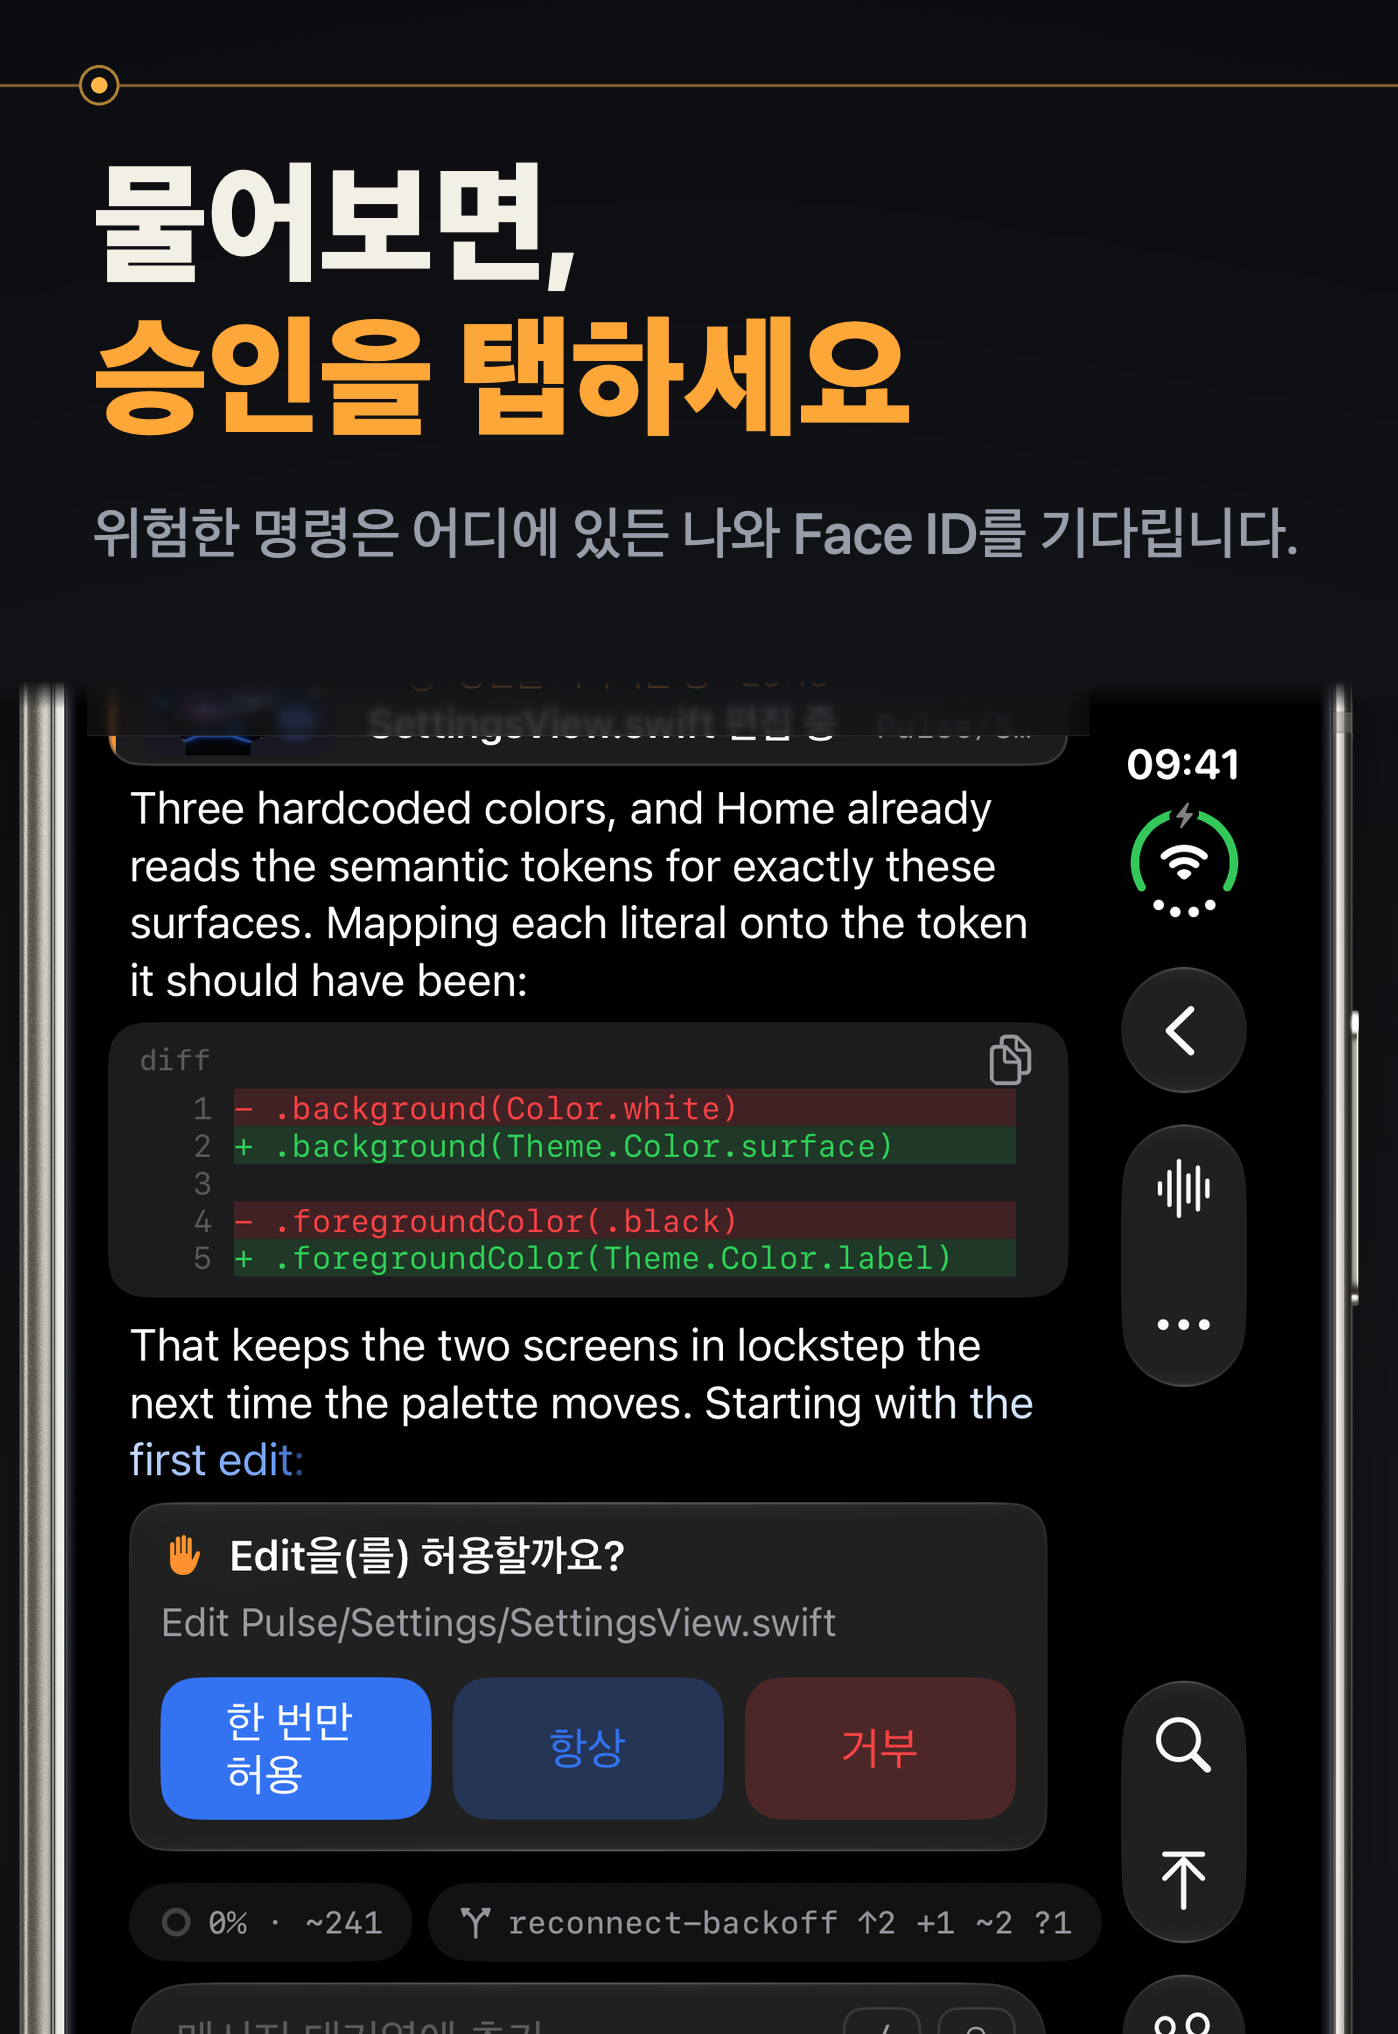 물어보면,
승인을 탭하세요
위험한 명령은 어디에 있든 나와 Face ID를 기다립니다.
SettingsView.swift 편집 중 Pulse/S…
09:41
Three hardcoded colors, and Home already
reads the semantic tokens for exactly these
surfaces. Mapping each literal onto the token
it should have been:
diff
1 - .background(Color.white)
2 + .background(Theme.Color.surface)
3
4 - .foregroundColor(.black)
5 + .foregroundColor(Theme.Color.label)
That keeps the two screens in lockstep the
next time the palette moves. Starting with the
first edit:
Edit을(를) 허용할까요?
Edit Pulse/Settings/SettingsView.swift
한 번만
허용
항상
거부
0% · ~241
reconnect-backoff ↑2 +1 ~2 ?1